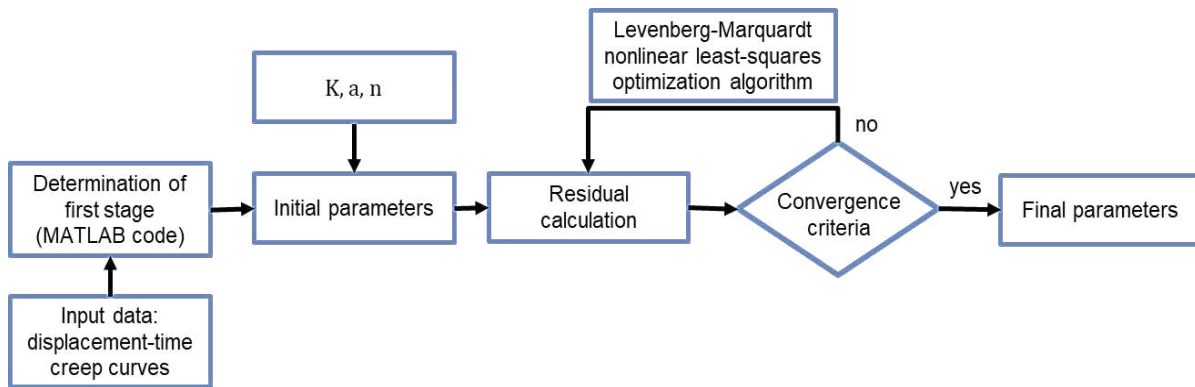 Levenberg-Marquardt
nonlinear least-squares
optimization algorithm
K, a, n
no
Determination of
first stage
(MATLAB code)
Initial parameters
Residual
calculation
Convergence
criteria
yes
Final parameters
Input data:
displacement-time
creep curves